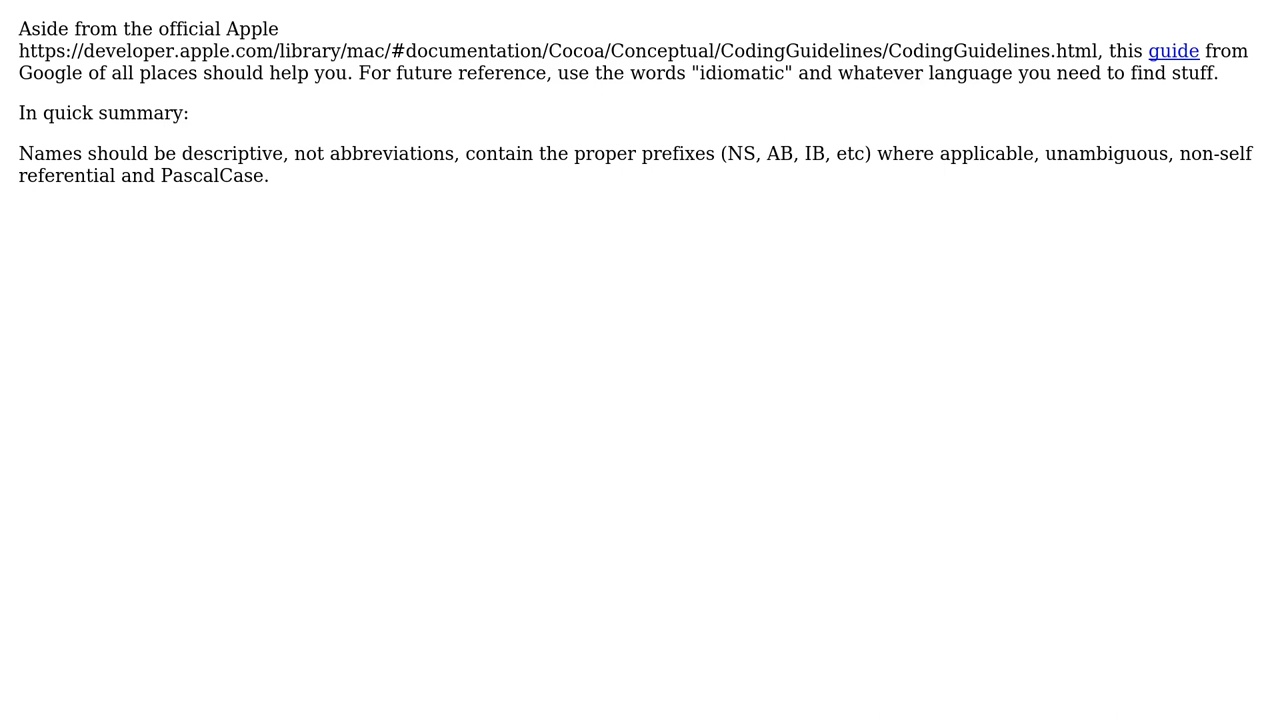 Aside from the official Apple
https://developer.apple.com/library/mac/#documentation/Cocoa/Conceptual/CodingGuidelines/CodingGuidelines.html, this guide from
Google of all places should help you. For future reference, use the words "idiomatic" and whatever language you need to find stuff.
In quick summary:
Names should be descriptive, not abbreviations, contain the proper prefixes (NS, AB, IB, etc) where applicable, unambiguous, non-self
referential and PascalCase.